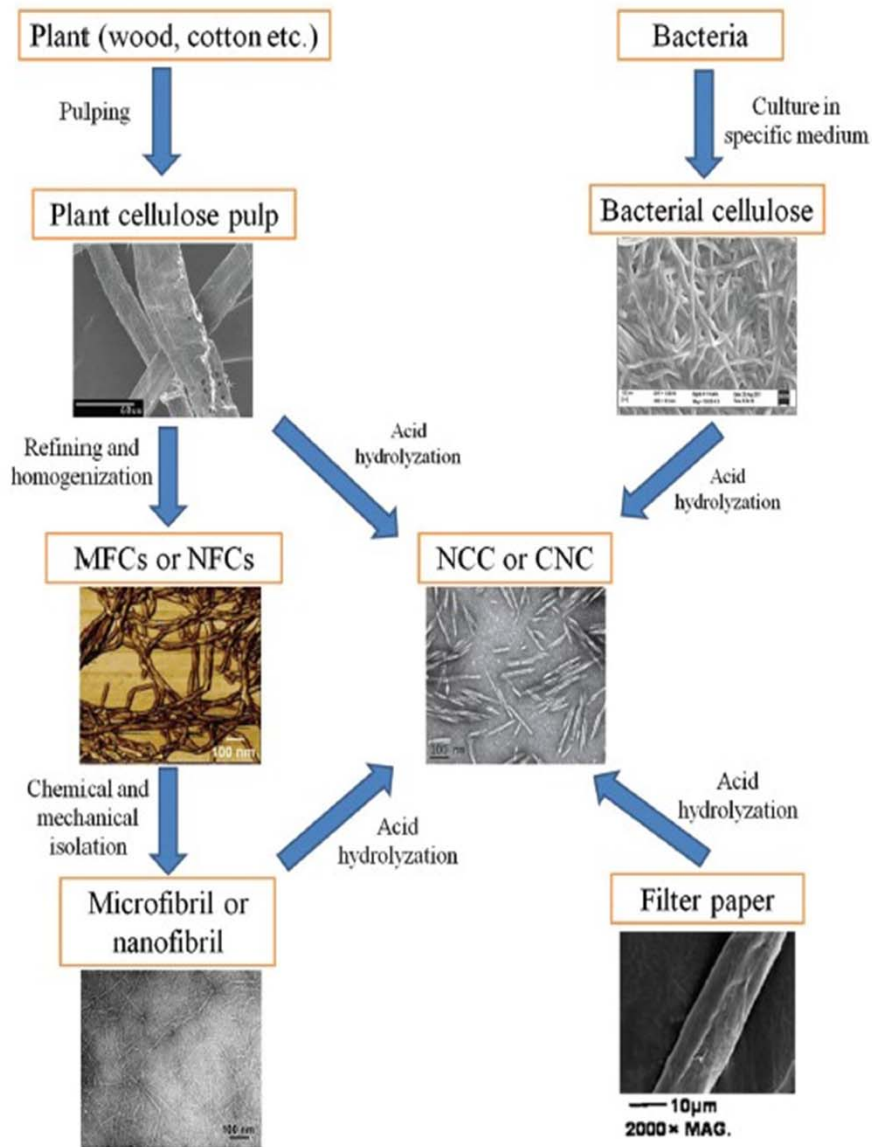 Plant (wood, cotton etc.)
Bacteria
Pulping
Culture in
specific medium
Plant cellulose pulp
Bacterial cellulose
Refining and
homogenization
Acid
hydrolyzation
Acid
hydrolyzation
MFCs or NFCs
NCC or CNC
100 nm
100 nm
Chemical and
mechanical
isolation
Acid
hydrolyzation
Acid
hydrolyzation
Microfibril or
nanofibril
Filter paper
100 nm
10µm
2000× MAG.